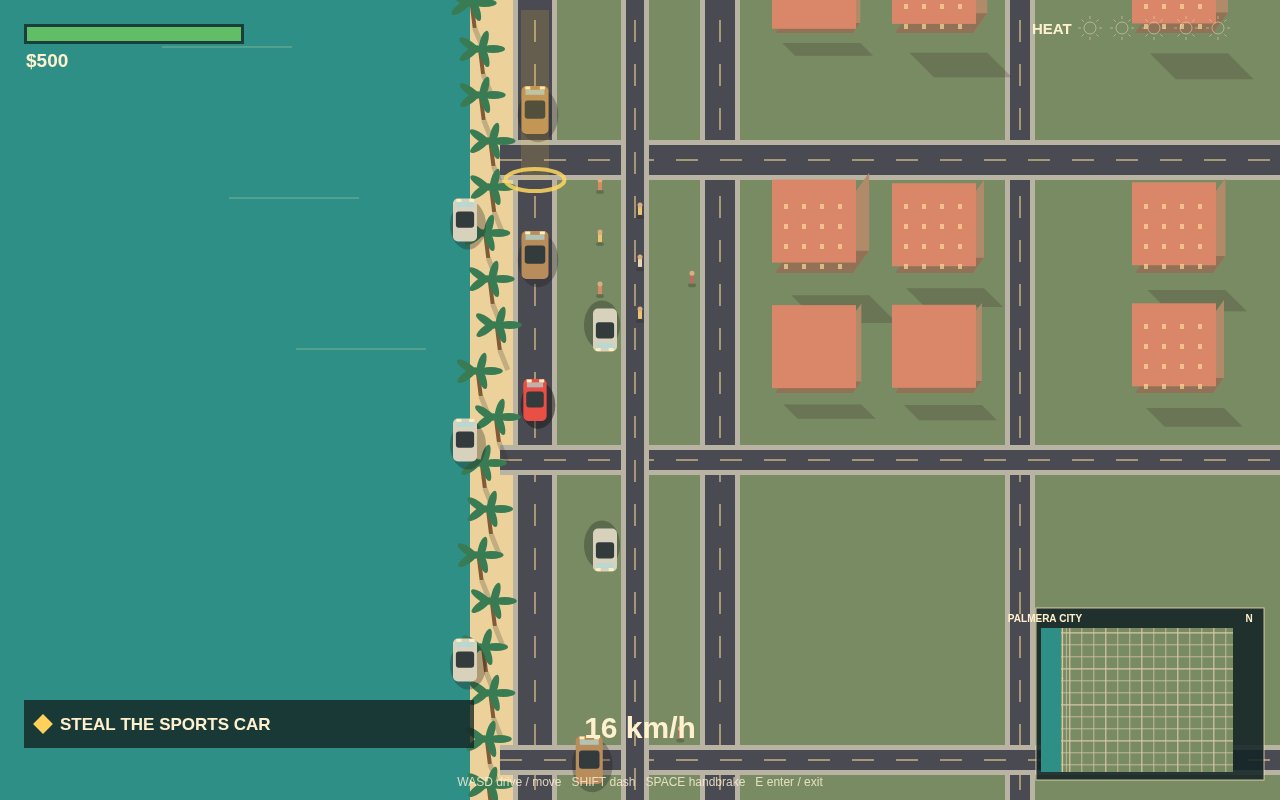 HEAT
$500
PALMERA CITY N
STEAL THE SPORTS CAR
16 km/h
WASD drive / move SHIFT dash SPACE handbrake E enter / exit